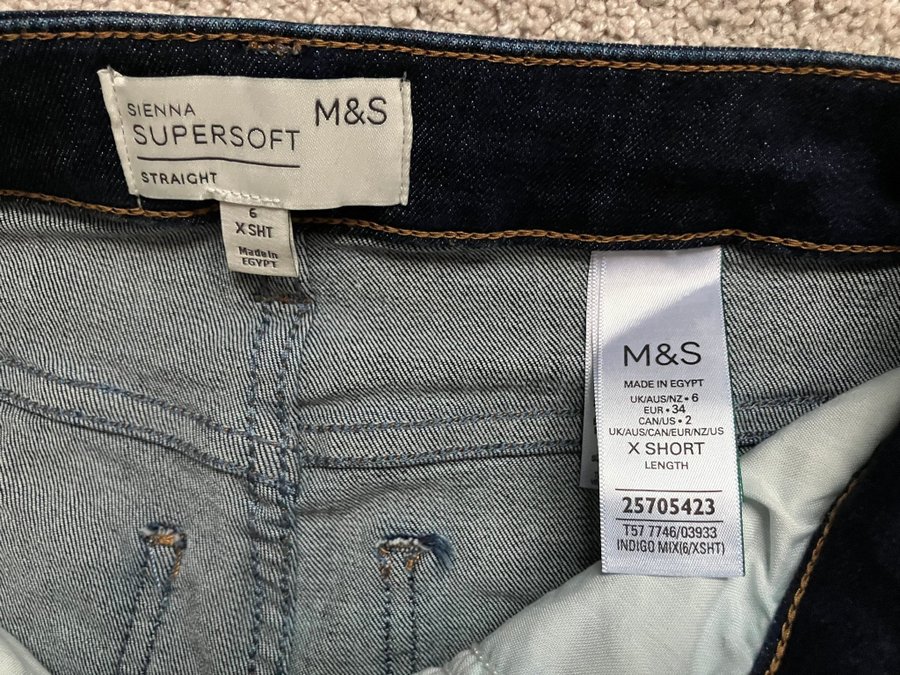 SIENNA
SUPERSOFT
M&S
STRAIGHT
6
X SHT
Made in
EGYPT
M&S
MADE IN EGYPT
UK/AUS/NZ • 6
EUR • 34
CAN/US • 2
UK/AUS/CAN/EUR/NZ/US
X SHORT
LENGTH
25705423
T57 7746/03933
INDIGO MIX(6/XSHT)